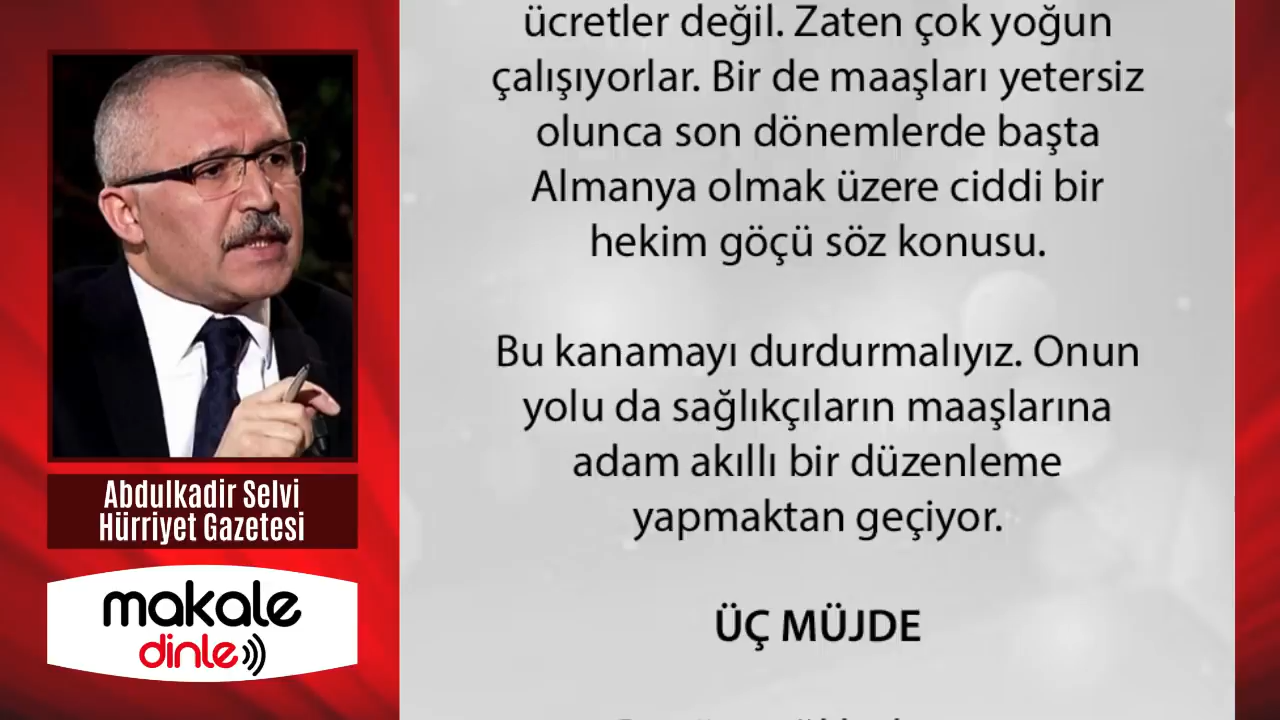 ücretler değil. Zaten çok yoğun
çalışıyorlar. Bir de maaşları yetersiz
olunca son dönemlerde başta
Almanya olmak üzere ciddi bir
hekim göçü söz konusu.
Bu kanamayı durdurmalıyız. Onun
yolu da sağlıkçıların maaşlarına
adam akıllı bir düzenleme
yapmaktan geçiyor.
ÜÇ MÜJDE
Abdulkadir Selvi
Hürriyet Gazetesi
makale
dinle